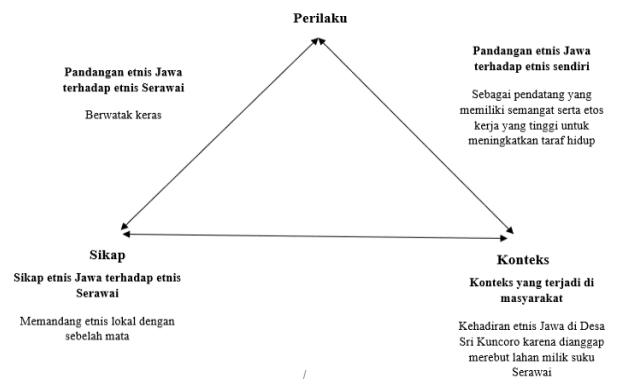 Perilaku
Pandangan etnis Jawa
terhadap etnis Serawai
Berwatak keras
Pandangan etnis Jawa
terhadap etnis sendiri
Sebagai pendatang yang
memiliki semangat serta etos
kerja yang tinggi untuk
meningkatkan taraf hidup
Sikap
Sikap etnis Jawa terhadap etnis
Serawai
Memandang etnis lokal dengan
sebelah mata
Konteks
Konteks yang terjadi di
masyarakat
Kehadiran etnis Jawa di Desa
Sri Kuncoro karena dianggap
merebut lahan milik suku
Serawai
/